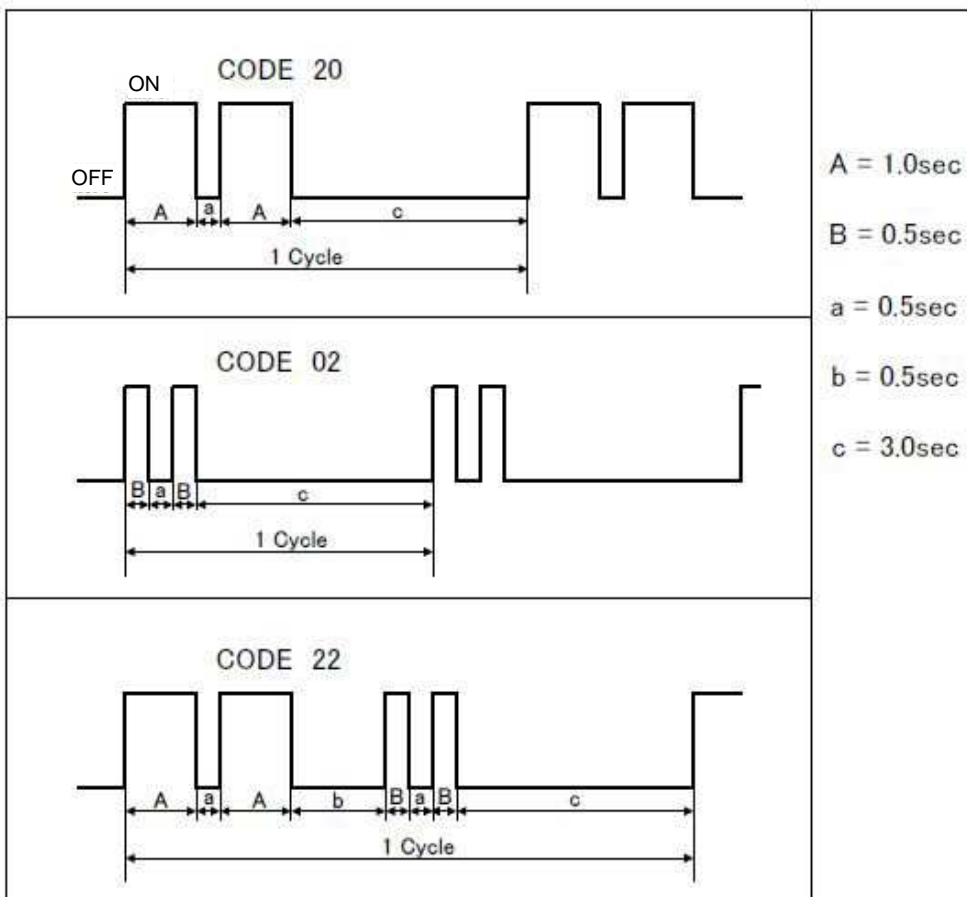 CODE 20
ON
OFF
A a A c
1 Cycle
CODE 02
B a B c
1 Cycle
CODE 22
A a A b B a B c
1 Cycle
A = 1.0sec
B = 0.5sec
a = 0.5sec
b = 0.5sec
c = 3.0sec